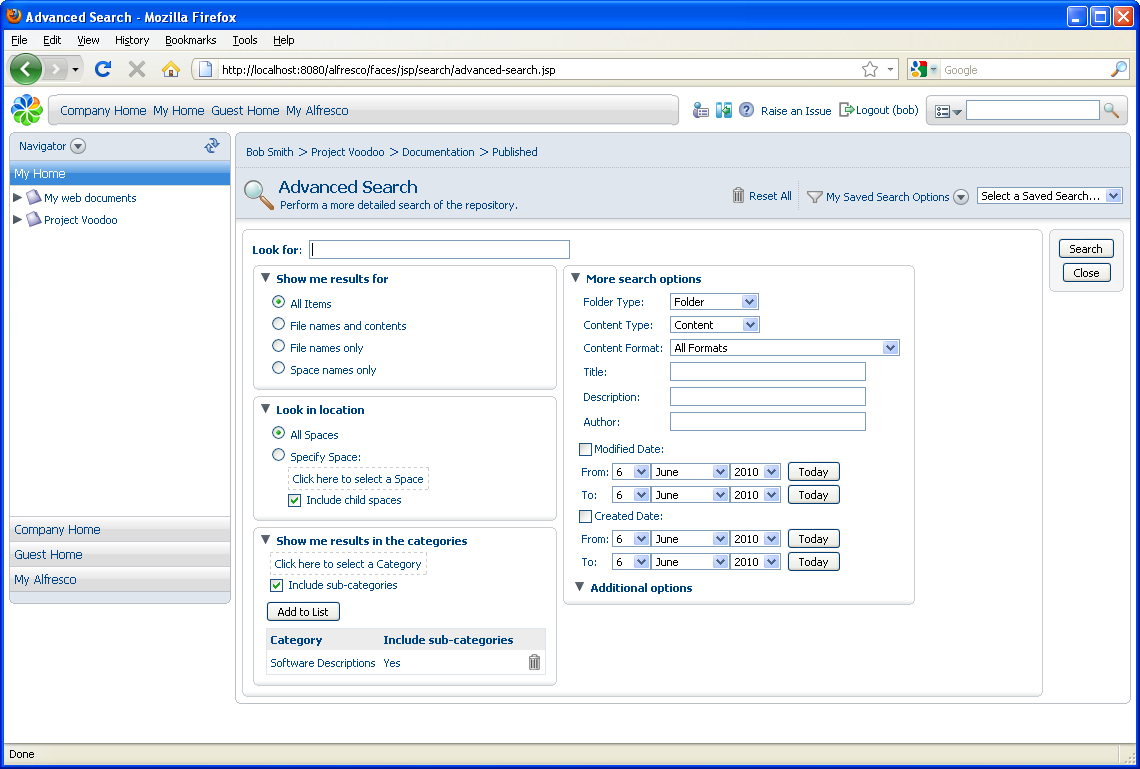 Advanced Search - Mozilla Firefox
File Edit View History Bookmarks Tools Help
http://localhost:8080/alfresco/faces/jsp/search/advanced-search.jsp
Google
Company Home My Home Guest Home My Alfresco
Raise an Issue Logout (bob)
Navigator
My Home
My web documents
Project Voodoo
Company Home
Guest Home
My Alfresco
Bob Smith > Project Voodoo > Documentation > Published
Advanced Search
Perform a more detailed search of the repository.
Reset All My Saved Search Options Select a Saved Search...
Look for:
Search
Close
Show me results for
All Items
File names and contents
File names only
Space names only
Look in location
All Spaces
Specify Space:
Click here to select a Space
Include child spaces
Show me results in the categories
Click here to select a Category
Include sub-categories
Add to List
Category Include sub-categories
Software Descriptions Yes
More search options
Folder Type: Folder
Content Type: Content
Content Format: All Formats
Title:
Description:
Author:
Modified Date:
From: 6 June 2010 Today
To: 6 June 2010 Today
Created Date:
From: 6 June 2010 Today
To: 6 June 2010 Today
Additional options
Done